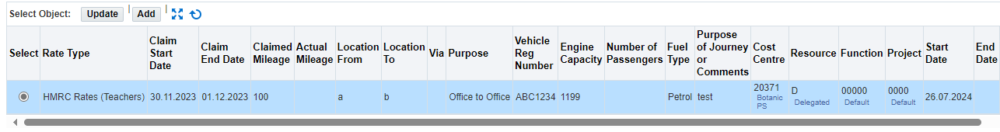 Select Object: Update Add
Select Rate Type Claim Start Date Claim End Date Claimed Mileage Actual Mileage Location From Location To Via Purpose Vehicle Reg Number Engine Capacity Number of Passengers Fuel Type Purpose of Journey or Comments Cost Centre Resource Function Project Start Date End Date
HMRC Rates (Teachers) 30.11.2023 01.12.2023 100 a b Office to Office ABC1234 1199 Petrol test 20371 Botanic PS D Delegated 00000 Default 0000 Default 26.07.2024